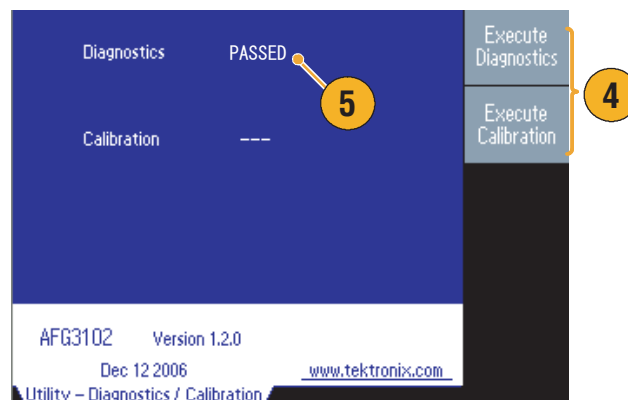 Diagnostics PASSED
Calibration ---
Execute
Diagnostics
Execute
Calibration
4
5
AFG3102 Version 1.2.0
Dec 12 2006 www.tektronix.com
Utility – Diagnostics / Calibration